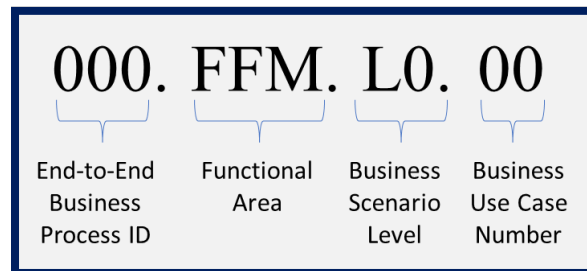 000. FFM. L0. 00
End-to-End Business Process ID
Functional Area
Business Scenario Level
Business Use Case Number